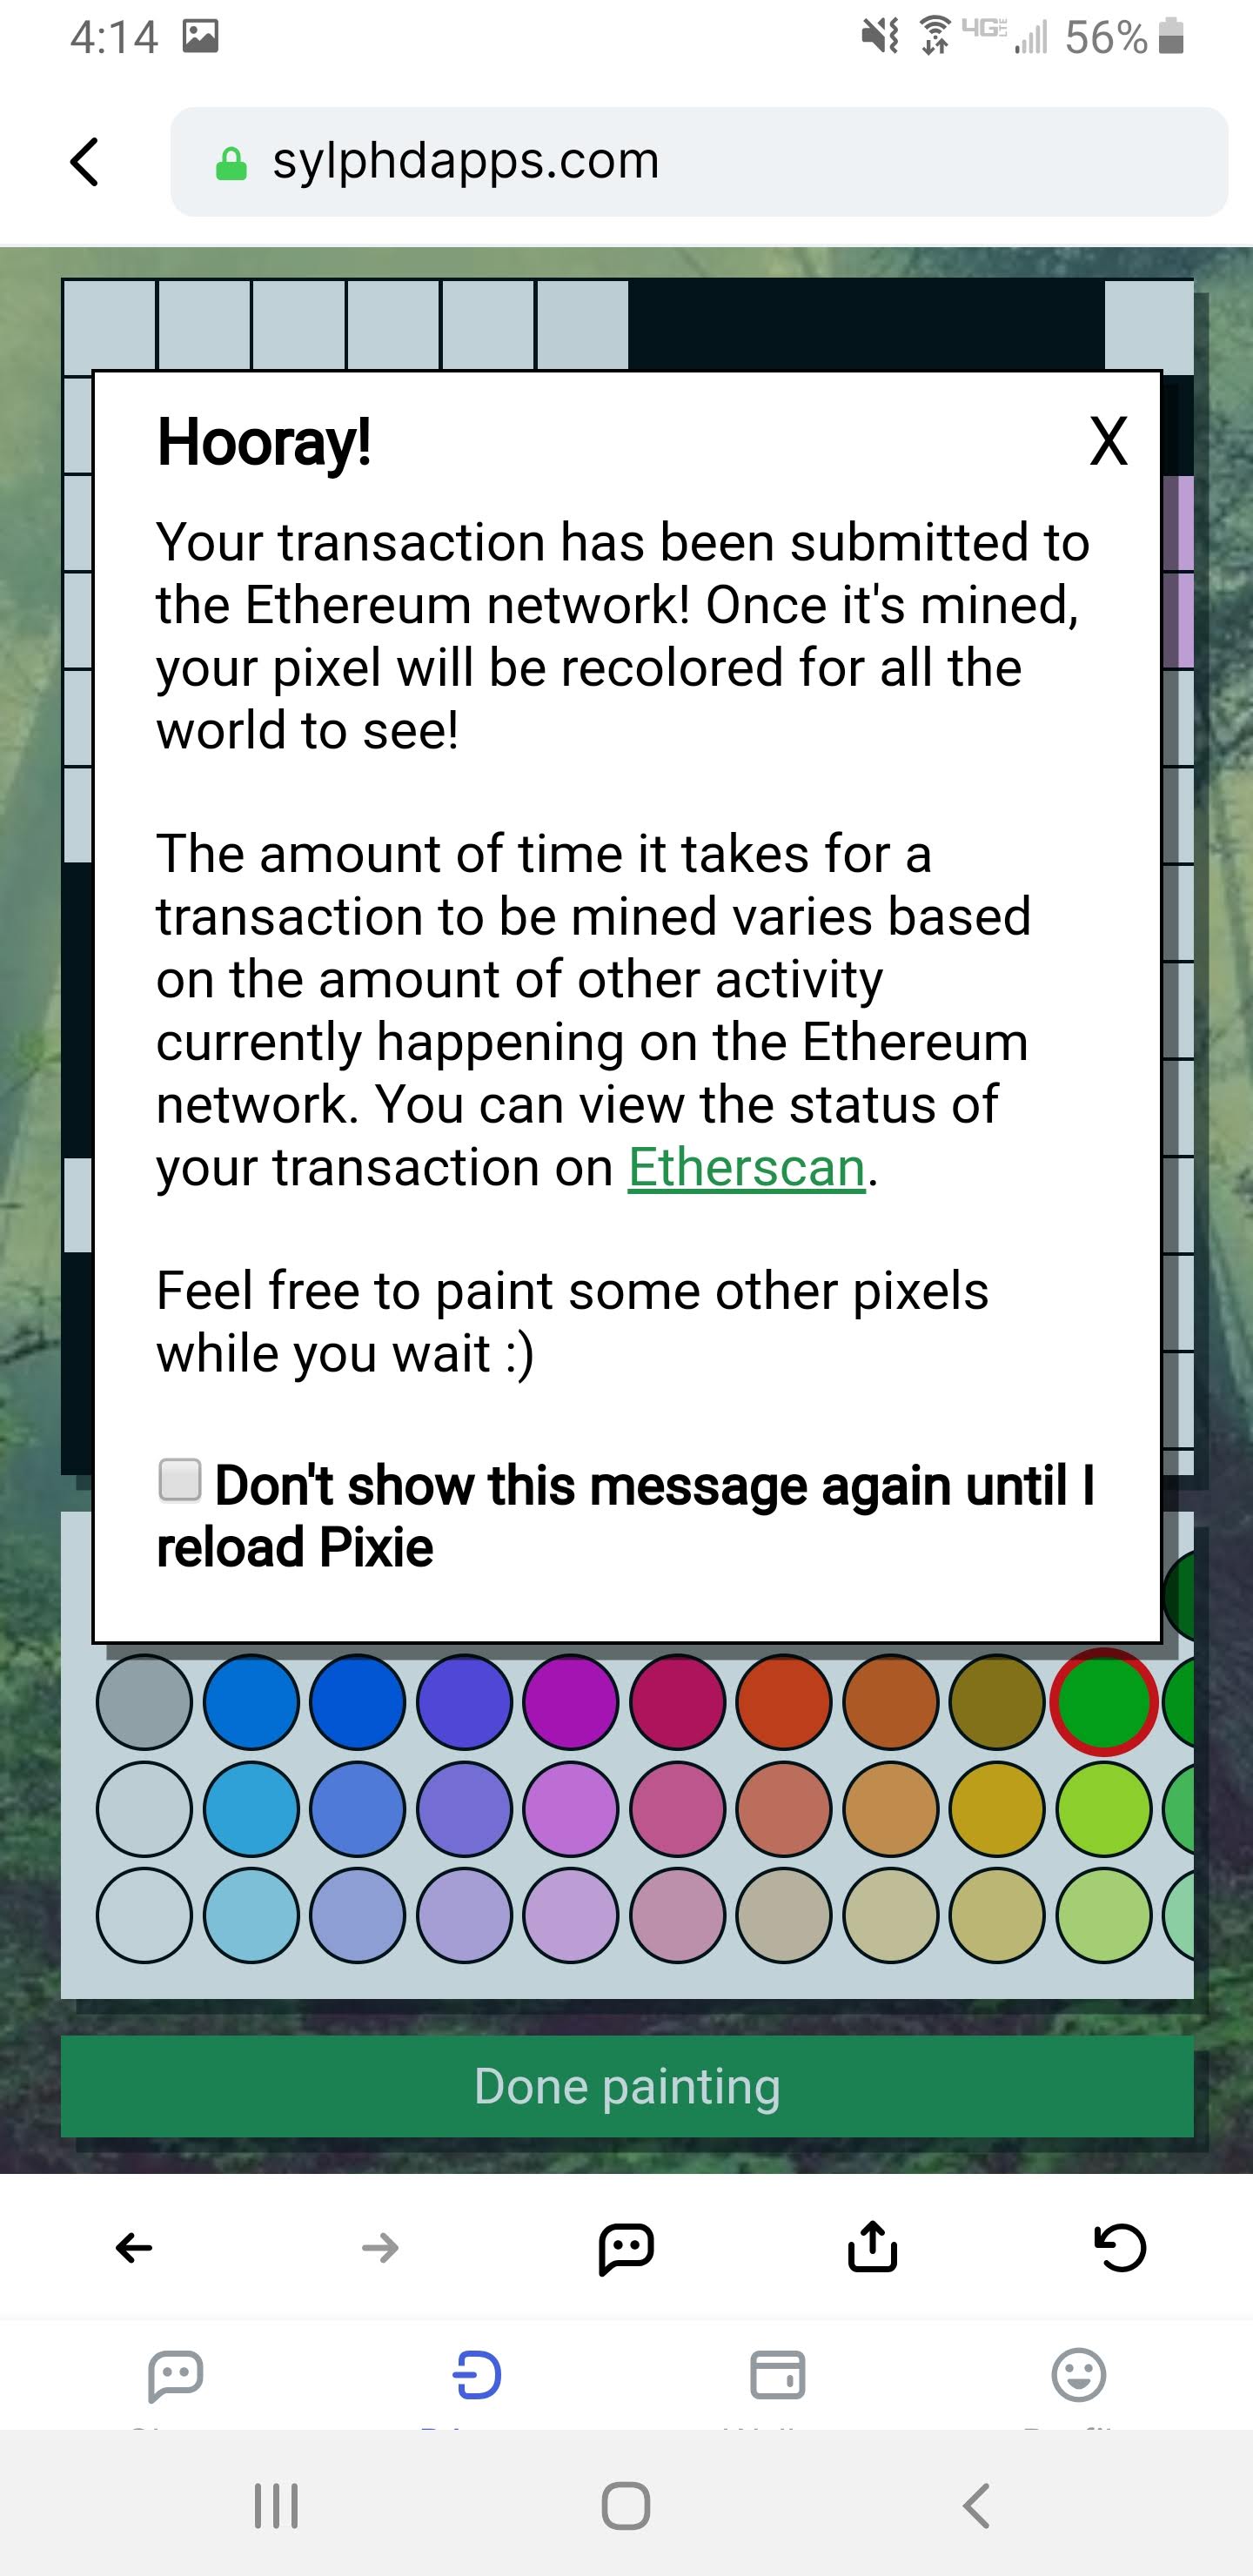 4:14
4G LTE 56%
sylphdapps.com
Hooray!
X
Your transaction has been submitted to
the Ethereum network! Once it's mined,
your pixel will be recolored for all the
world to see!
The amount of time it takes for a
transaction to be mined varies based
on the amount of other activity
currently happening on the Ethereum
network. You can view the status of
your transaction on Etherscan.
Feel free to paint some other pixels
while you wait :)
Don't show this message again until I
reload Pixie
Done painting